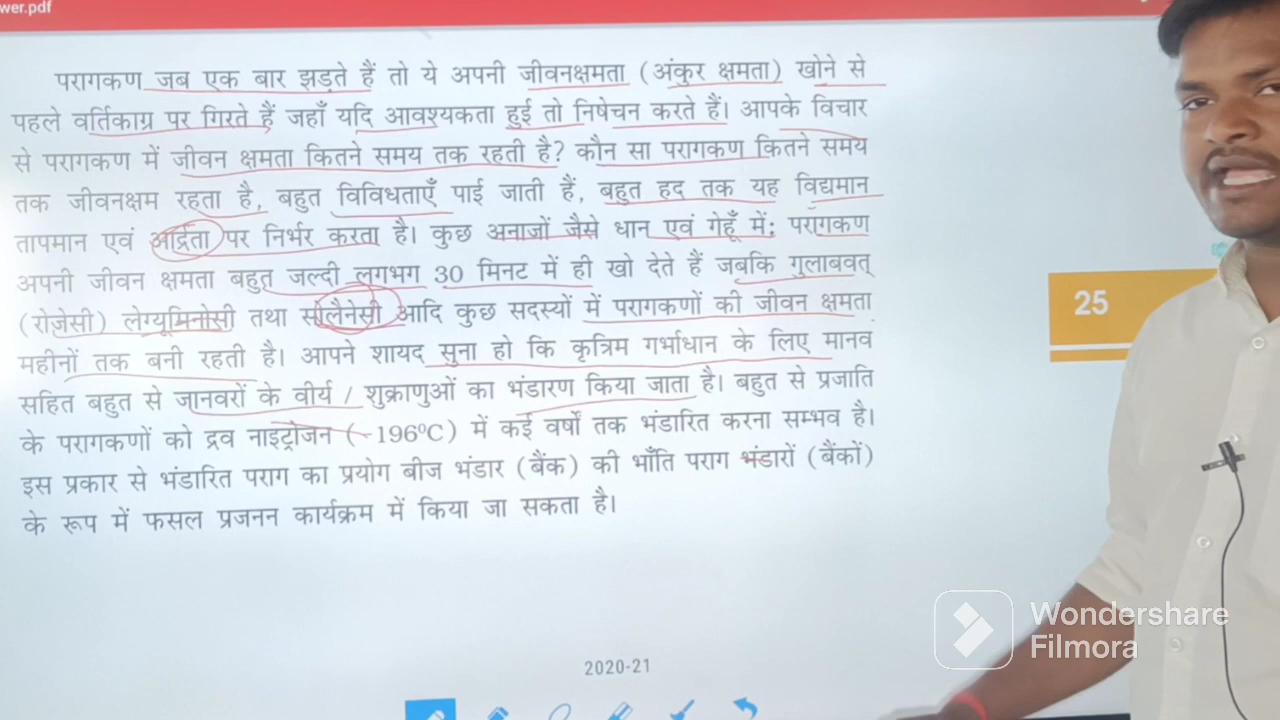 wer.pdf
परागकण जब एक बार झड़ते हैं तो ये अपनी जीवनक्षमता (अंकुर क्षमता) खोने से
पहले वर्तिकाग्र पर गिरते हैं जहाँ यदि आवश्यकता हुई तो निषेचन करते हैं। आपके विचार
से परागकण में जीवन क्षमता कितने समय तक रहती है? कौन सा परागकण कितने समय
तक जीवनक्षम रहता है, बहुत विविधताएँ पाई जाती हैं, बहुत हद तक यह विद्यमान
तापमान एवं आर्द्रता पर निर्भर करता है। कुछ अनाजों जैसे धान एवं गेहूँ में; परागकण
अपनी जीवन क्षमता बहुत जल्दी लगभग 30 मिनट में ही खो देते हैं जबकि गुलाबवत्
(रोज़ेसी) लेग्यूमिनोसी तथा सोलैनेसी आदि कुछ सदस्यों में परागकणों की जीवन क्षमता
महीनों तक बनी रहती है। आपने शायद सुना हो कि कृत्रिम गर्भाधान के लिए मानव
सहित बहुत से जानवरों के वीर्य / शुक्राणुओं का भंडारण किया जाता है। बहुत से प्रजाति
के परागकणों को द्रव नाइट्रोजन (-196⁰C) में कई वर्षों तक भंडारित करना सम्भव है।
इस प्रकार से भंडारित पराग का प्रयोग बीज भंडार (बैंक) की भाँति पराग भंडारों (बैंकों)
के रूप में फसल प्रजनन कार्यक्रम में किया जा सकता है।
25
Wondershare
Filmora
2020-21